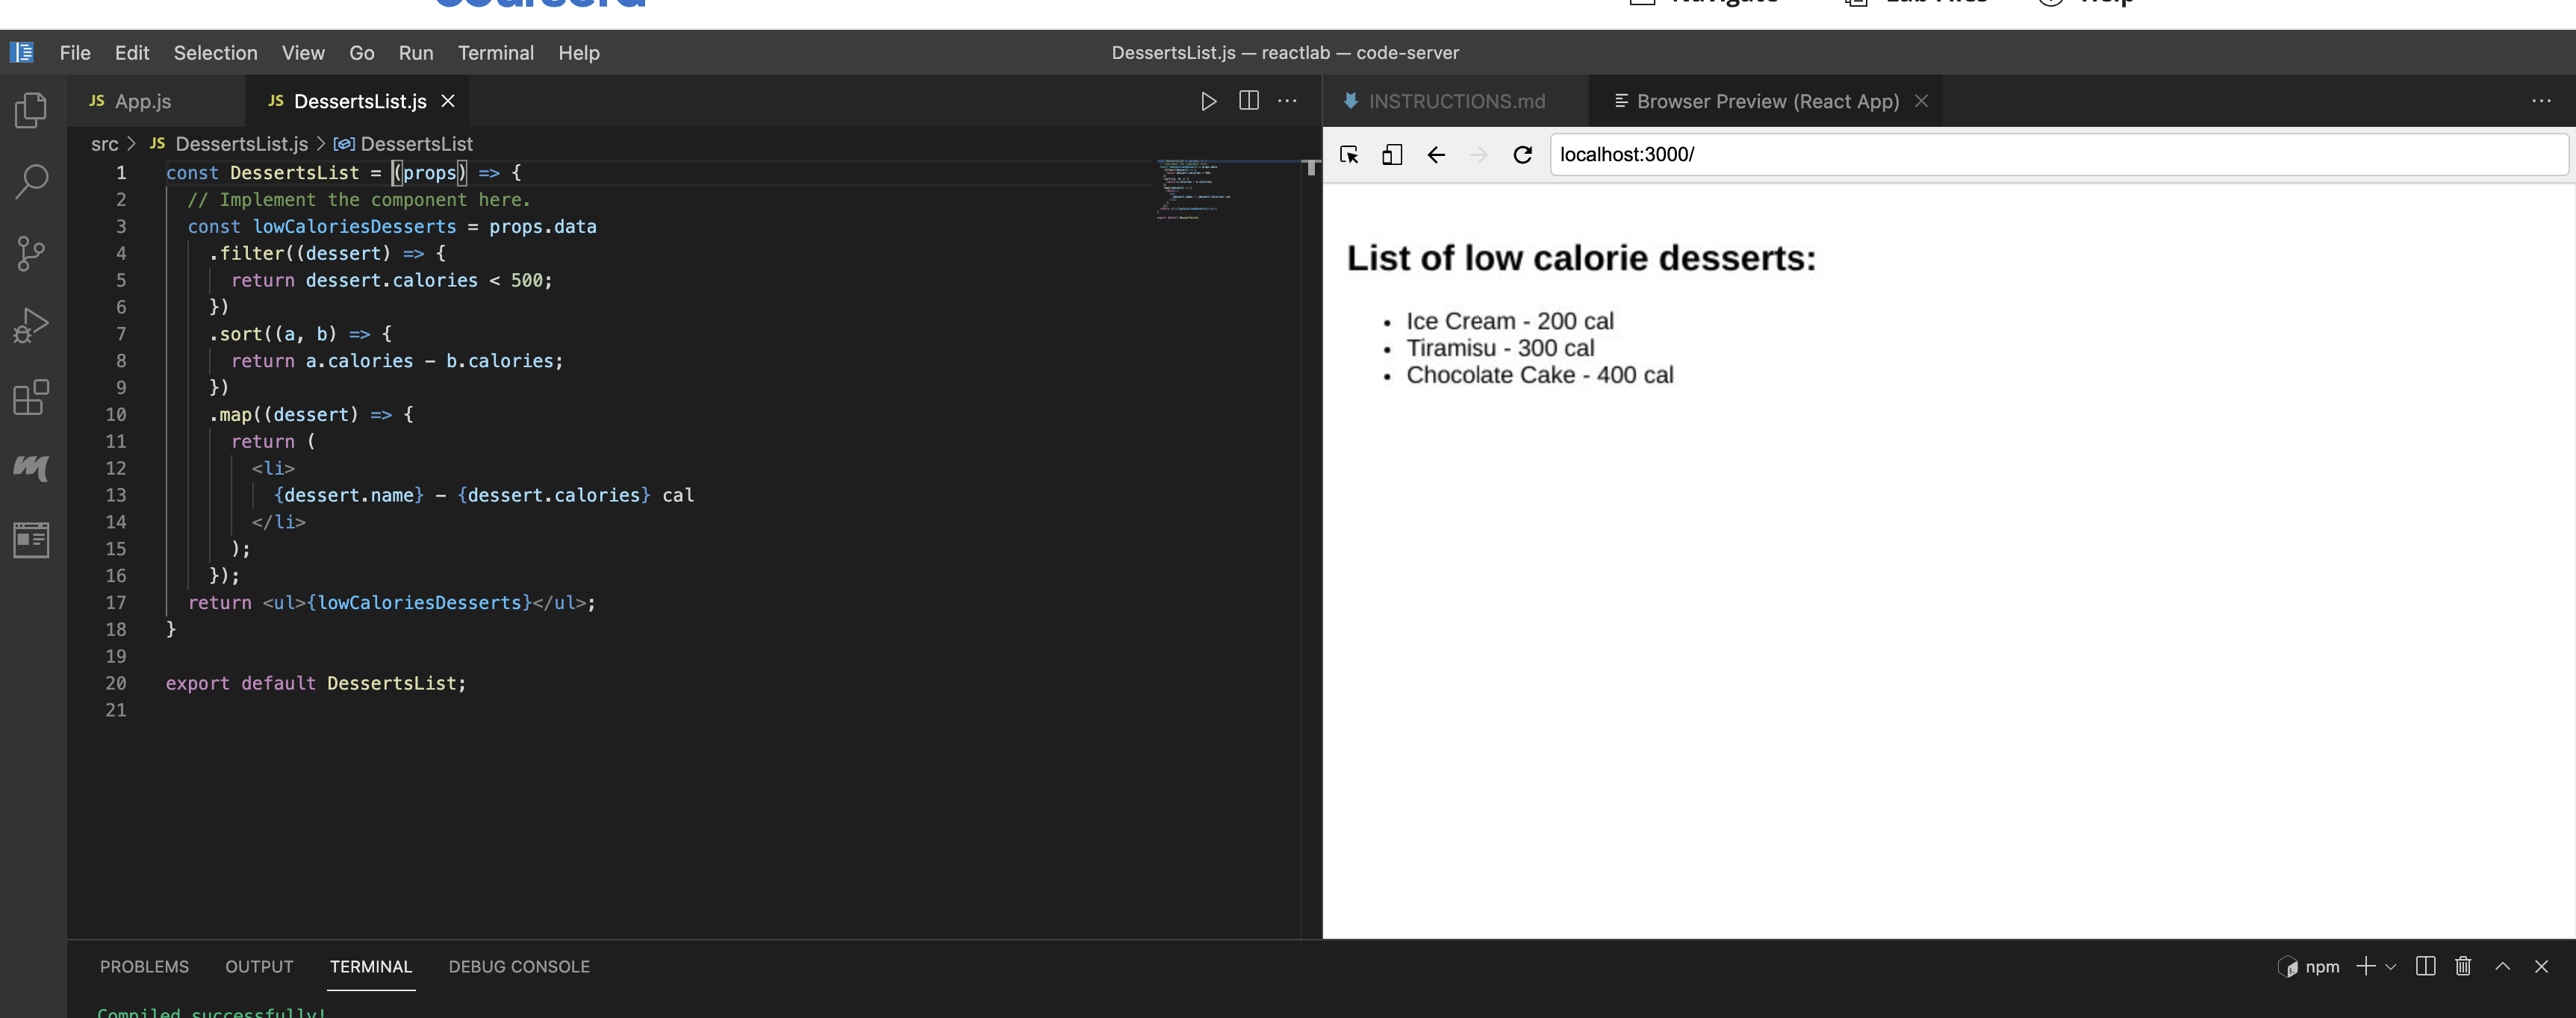 coursera
Navigate
Lab Files
Help
File Edit Selection View Go Run Terminal Help
DessertsList.js — reactlab — code-server
JS App.js
JS DessertsList.js
INSTRUCTIONS.md
Browser Preview (React App)
src > JS DessertsList.js > DessertsList
localhost:3000/
1 const DessertsList = (props) => {
2 // Implement the component here.
3 const lowCaloriesDesserts = props.data
4 .filter((dessert) => {
5 return dessert.calories < 500;
6 })
7 .sort((a, b) => {
8 return a.calories - b.calories;
9 })
10 .map((dessert) => {
11 return (
12 <li>
13 {dessert.name} - {dessert.calories} cal
14 </li>
15 );
16 });
17 return <ul>{lowCaloriesDesserts}</ul>;
18 }
19
20 export default DessertsList;
21
List of low calorie desserts:
• Ice Cream - 200 cal
• Tiramisu - 300 cal
• Chocolate Cake - 400 cal
PROBLEMS OUTPUT TERMINAL DEBUG CONSOLE
npm
Compiled successfully!